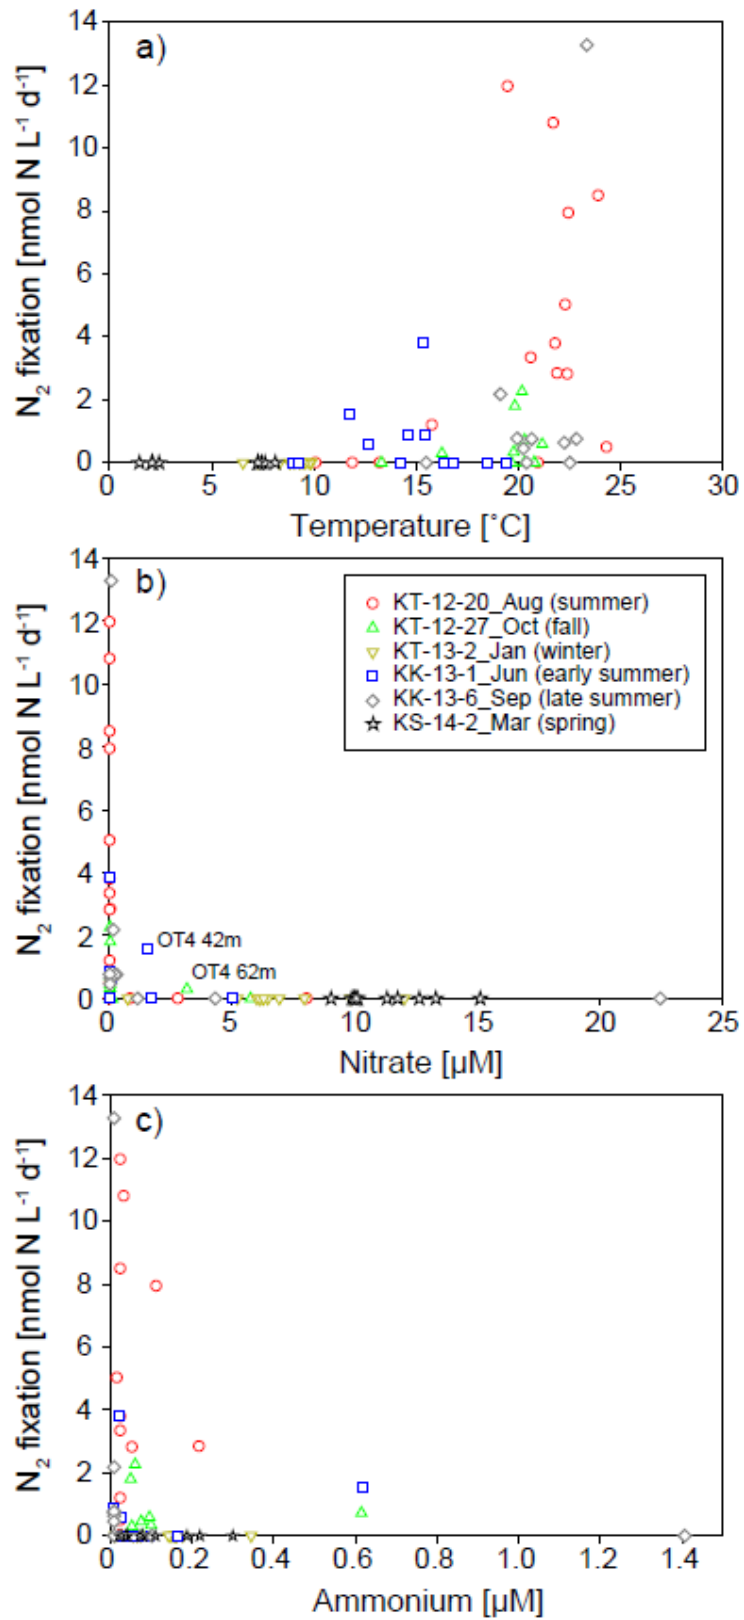 a)
N2 fixation [nmol N L-1 d-1]
14
12
10
8
6
4
2
0
0 5 10 15 20 25 30
Temperature [˚C]
b)
N2 fixation [nmol N L-1 d-1]
14
12
10
8
6
4
2
0
KT-12-20_Aug (summer)
KT-12-27_Oct (fall)
KT-13-2_Jan (winter)
KK-13-1_Jun (early summer)
KK-13-6_Sep (late summer)
KS-14-2_Mar (spring)
OT4 42m
OT4 62m
0 5 10 15 20 25
Nitrate [µM]
c)
N2 fixation [nmol N L-1 d-1]
14
12
10
8
6
4
2
0
0 0.2 0.4 0.6 0.8 1.0 1.2 1.4
Ammonium [µM]